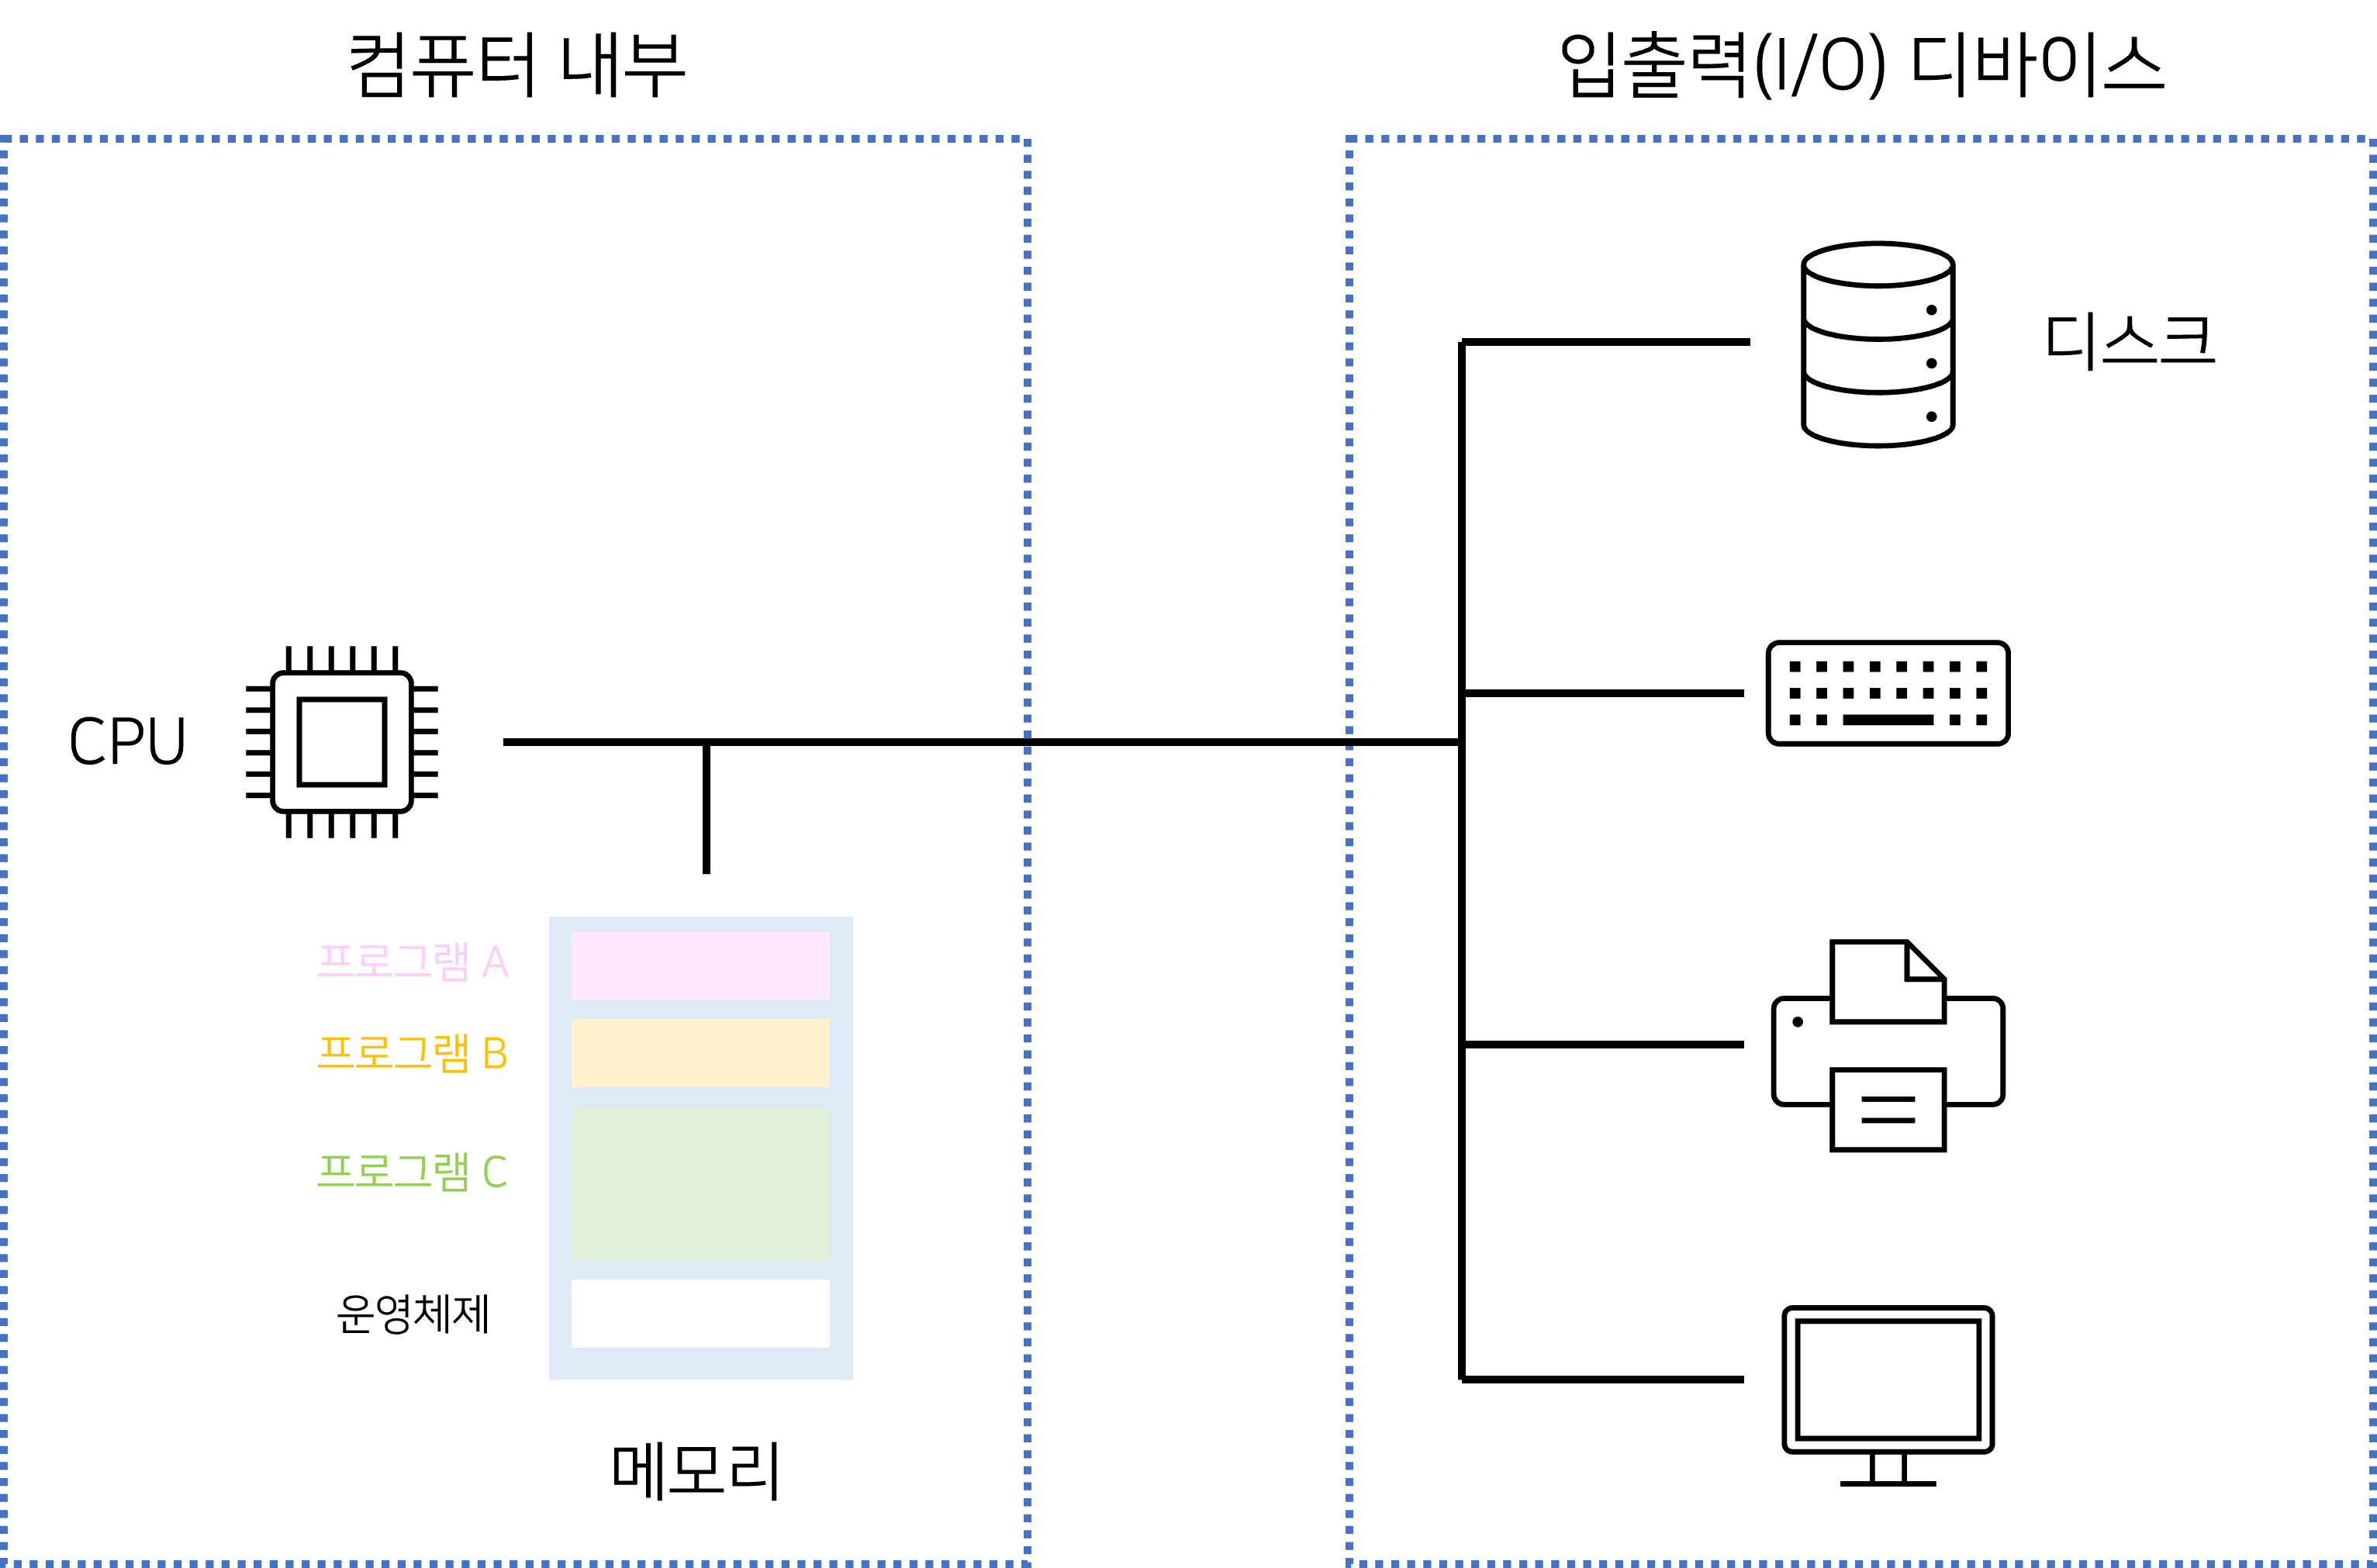 컴퓨터 내부
입출력(I/O) 디바이스
디스크
CPU
프로그램 A
프로그램 B
프로그램 C
운영체제
메모리